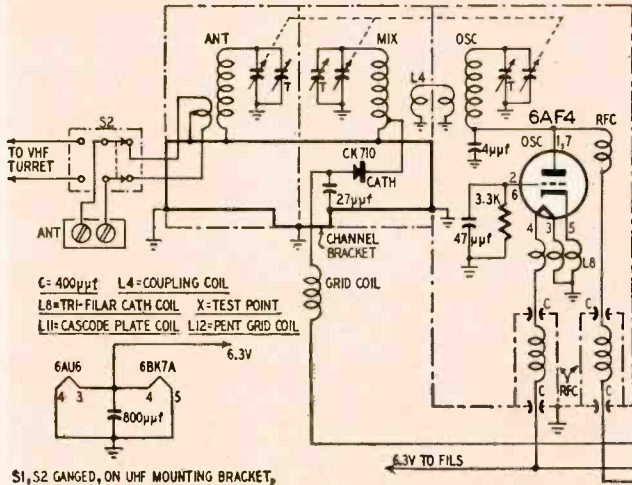 ANT
MIX
OSC
T
T
T
L4
6AF4
RFC
S2
OSC
1,7
4μμf
TO VHF
TURRET
CK710
CATH
27μμf
2
6
3.3K
47μμf
4
3
5
L8
ANT
CHANNEL
BRACKET
GRID COIL
C= 400μμf L4=COUPLING COIL
L8=TRI-FILAR CATH COIL X=TEST POINT
L11=CASCODE PLATE COIL L12=PENT GRID COIL
C
C
RFC
C
C
6.3V
6AU6
6BK7A
4
3
4
5
800μμf
6.3V TO FILS
S1, S2 GANGED, ON UHF MOUNTING BRACKET,